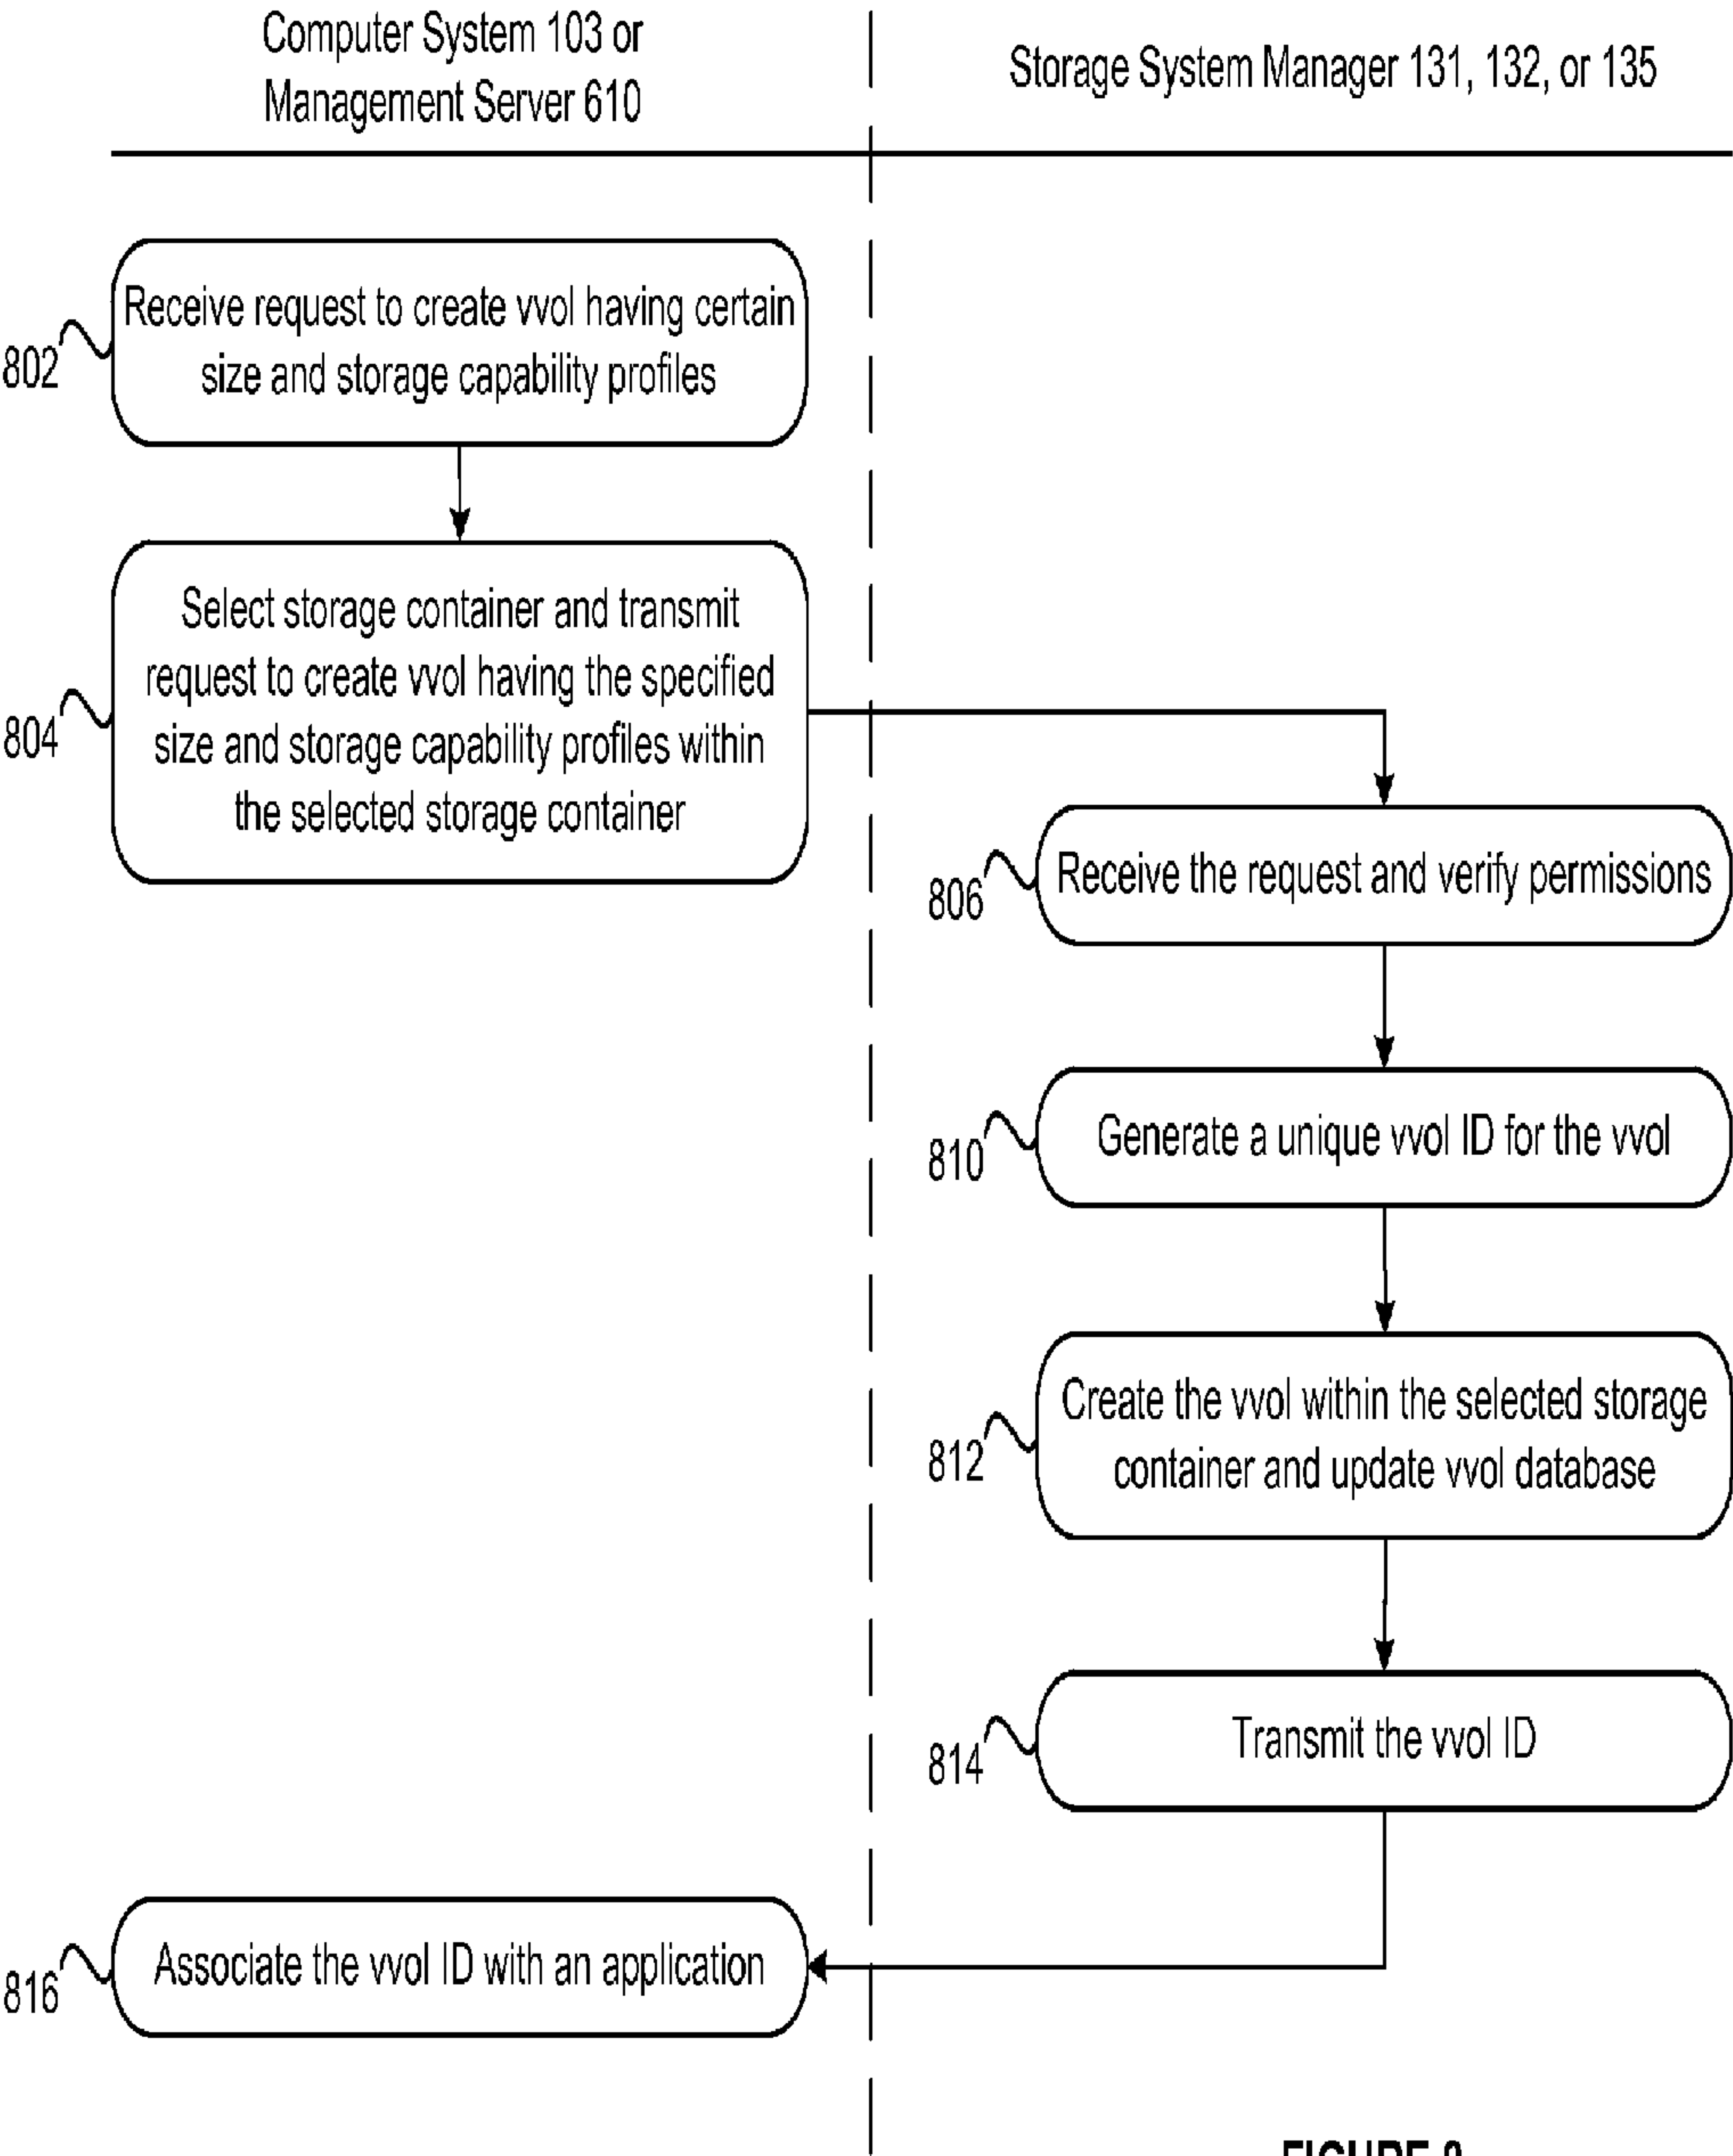 Computer System 103 or
Management Server 610
Storage System Manager 131, 132, or 135
Receive request to create vvol having certain
size and storage capability profiles
802
Select storage container and transmit
request to create vvol having the specified
size and storage capability profiles within
the selected storage container
804
Receive the request and verify permissions
806
Generate a unique vvol ID for the vvol
810
Create the vvol within the selected storage
container and update vvol database
812
Transmit the vvol ID
814
Associate the vvol ID with an application
816
FIGURE